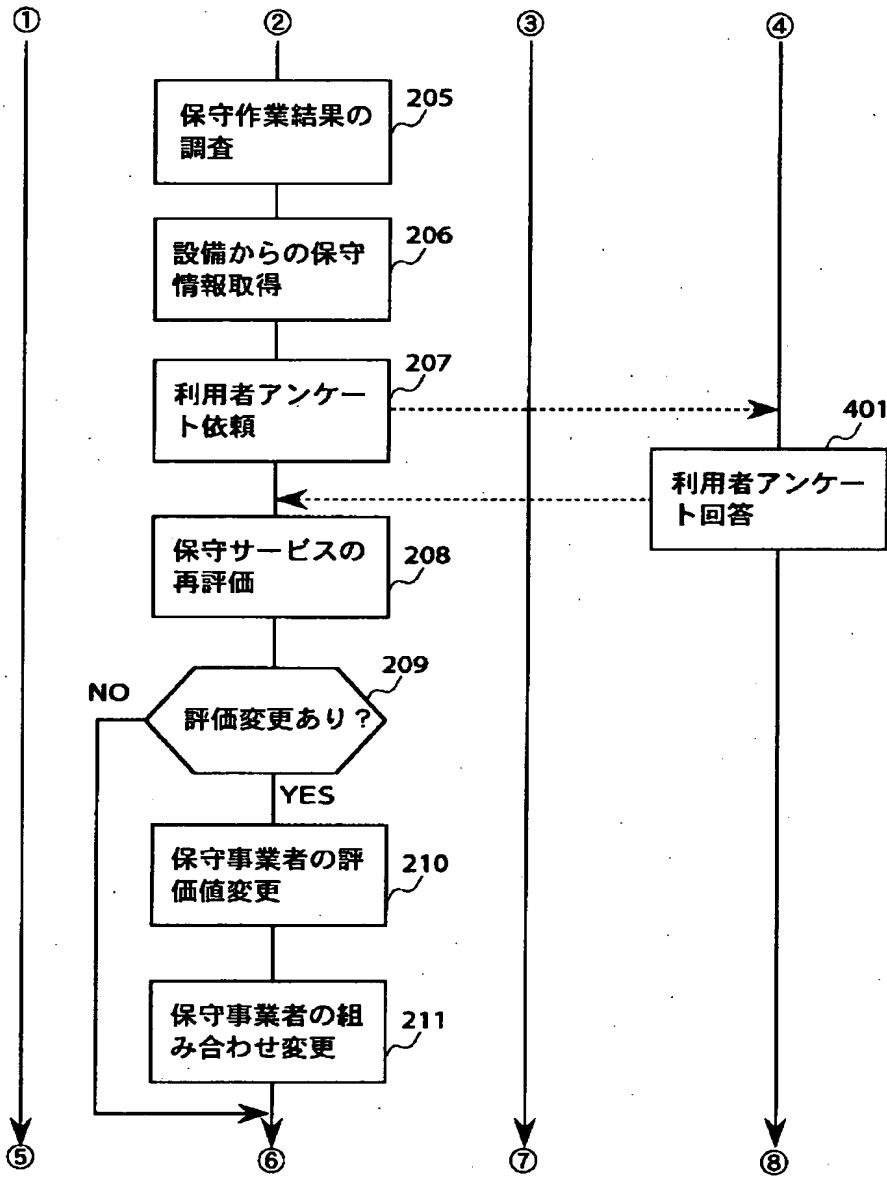 ① ② ③ ④
205
保守作業結果の
調査
206
設備からの保守
情報取得
207
利用者アンケー
ト依頼
401
利用者アンケー
ト回答
保守サービスの
再評価
208
209
NO
評価変更あり？
YES
保守事業者の評
価値変更
210
保守事業者の組
み合わせ変更
211
⑤ ⑥ ⑦ ⑧